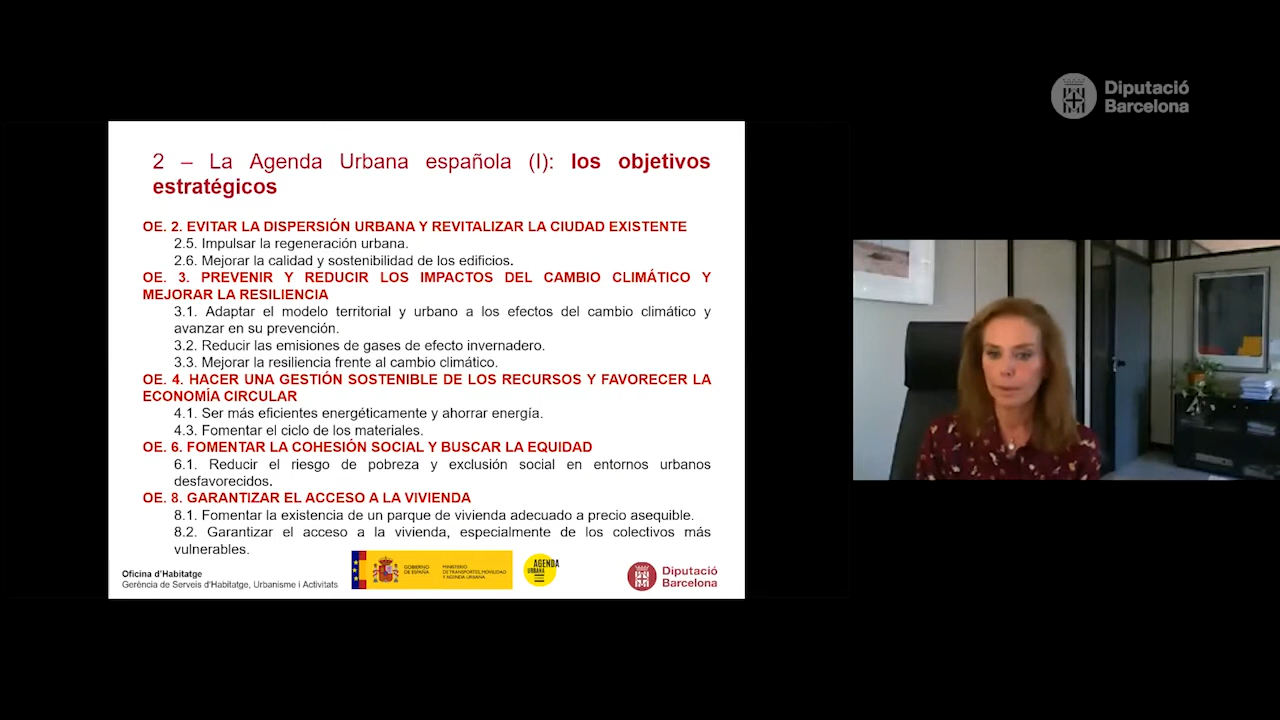 Diputació
Barcelona
2 – La Agenda Urbana española (I): los objetivos
estratégicos
OE. 2. EVITAR LA DISPERSIÓN URBANA Y REVITALIZAR LA CIUDAD EXISTENTE
2.5. Impulsar la regeneración urbana.
2.6. Mejorar la calidad y sostenibilidad de los edificios.
OE. 3. PREVENIR Y REDUCIR LOS IMPACTOS DEL CAMBIO CLIMÁTICO Y
MEJORAR LA RESILIENCIA
3.1. Adaptar el modelo territorial y urbano a los efectos del cambio climático y
avanzar en su prevención.
3.2. Reducir las emisiones de gases de efecto invernadero.
3.3. Mejorar la resiliencia frente al cambio climático.
OE. 4. HACER UNA GESTIÓN SOSTENIBLE DE LOS RECURSOS Y FAVORECER LA
ECONOMÍA CIRCULAR
4.1. Ser más eficientes energéticamente y ahorrar energía.
4.3. Fomentar el ciclo de los materiales.
OE. 6. FOMENTAR LA COHESIÓN SOCIAL Y BUSCAR LA EQUIDAD
6.1. Reducir el riesgo de pobreza y exclusión social en entornos urbanos
desfavorecidos.
OE. 8. GARANTIZAR EL ACCESO A LA VIVIENDA
8.1. Fomentar la existencia de un parque de vivienda adecuado a precio asequible.
8.2. Garantizar el acceso a la vivienda, especialmente de los colectivos más
vulnerables.
Oficina d'Habitatge
Gerència de Serveis d'Habitatge, Urbanisme i Activitats
GOBIERNO
DE ESPAÑA
MINISTERIO
DE TRANSPORTES, MOVILIDAD
Y AGENDA URBANA
AGENDA
URBANA
Diputació
Barcelona